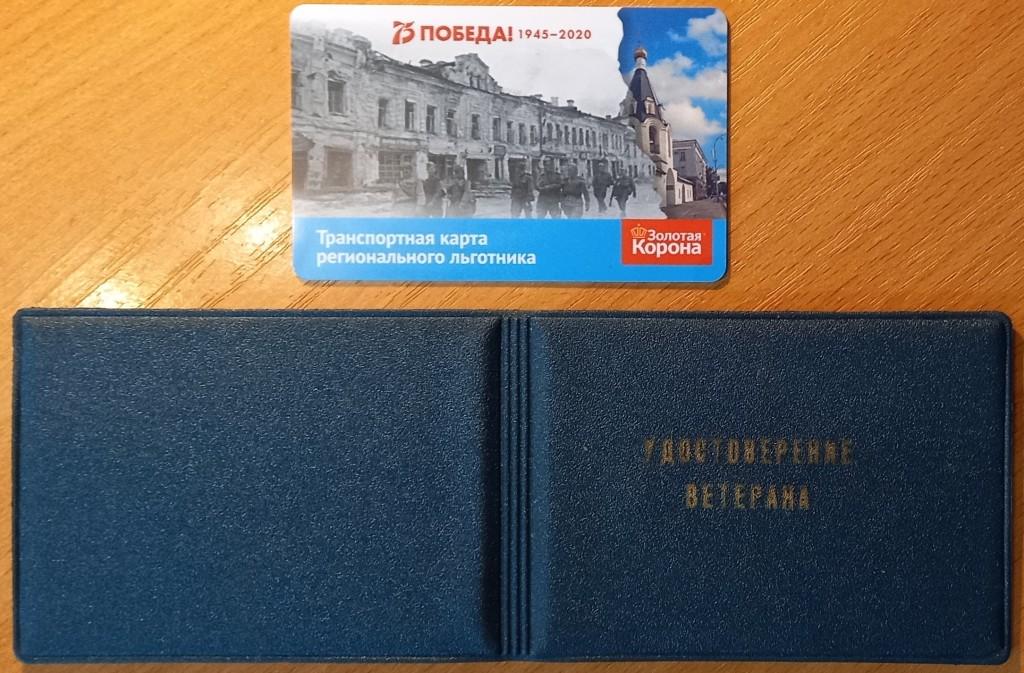 75 ПОБЕДА! 1945–2020
Транспортная карта
регионального льготника
Золотая
Корона
УДОСТОВЕРЕНИЕ
ВЕТЕРАНА